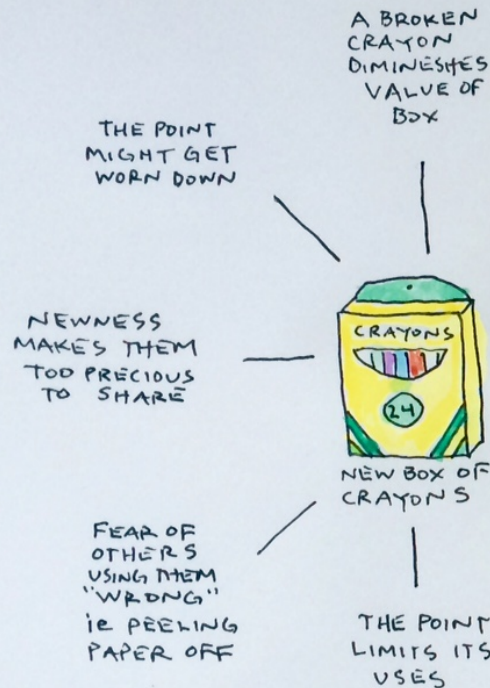 A BROKEN
CRAYON
DIMINESHES
VALUE OF
BOX
THE POINT
MIGHT GET
WORN DOWN
NEWNESS
MAKES THEM
TOO PRECIOUS
TO SHARE
CRAYONS
24
NEW BOX OF
CRAYONS
FEAR OF
OTHERS
USING THEM
"WRONG"
ie PEELING
PAPER OFF
THE POINT
LIMITS ITS
USES